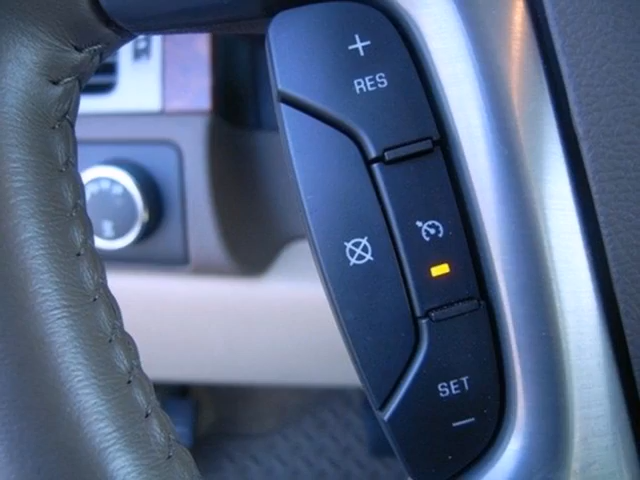 +
RES
SET
–